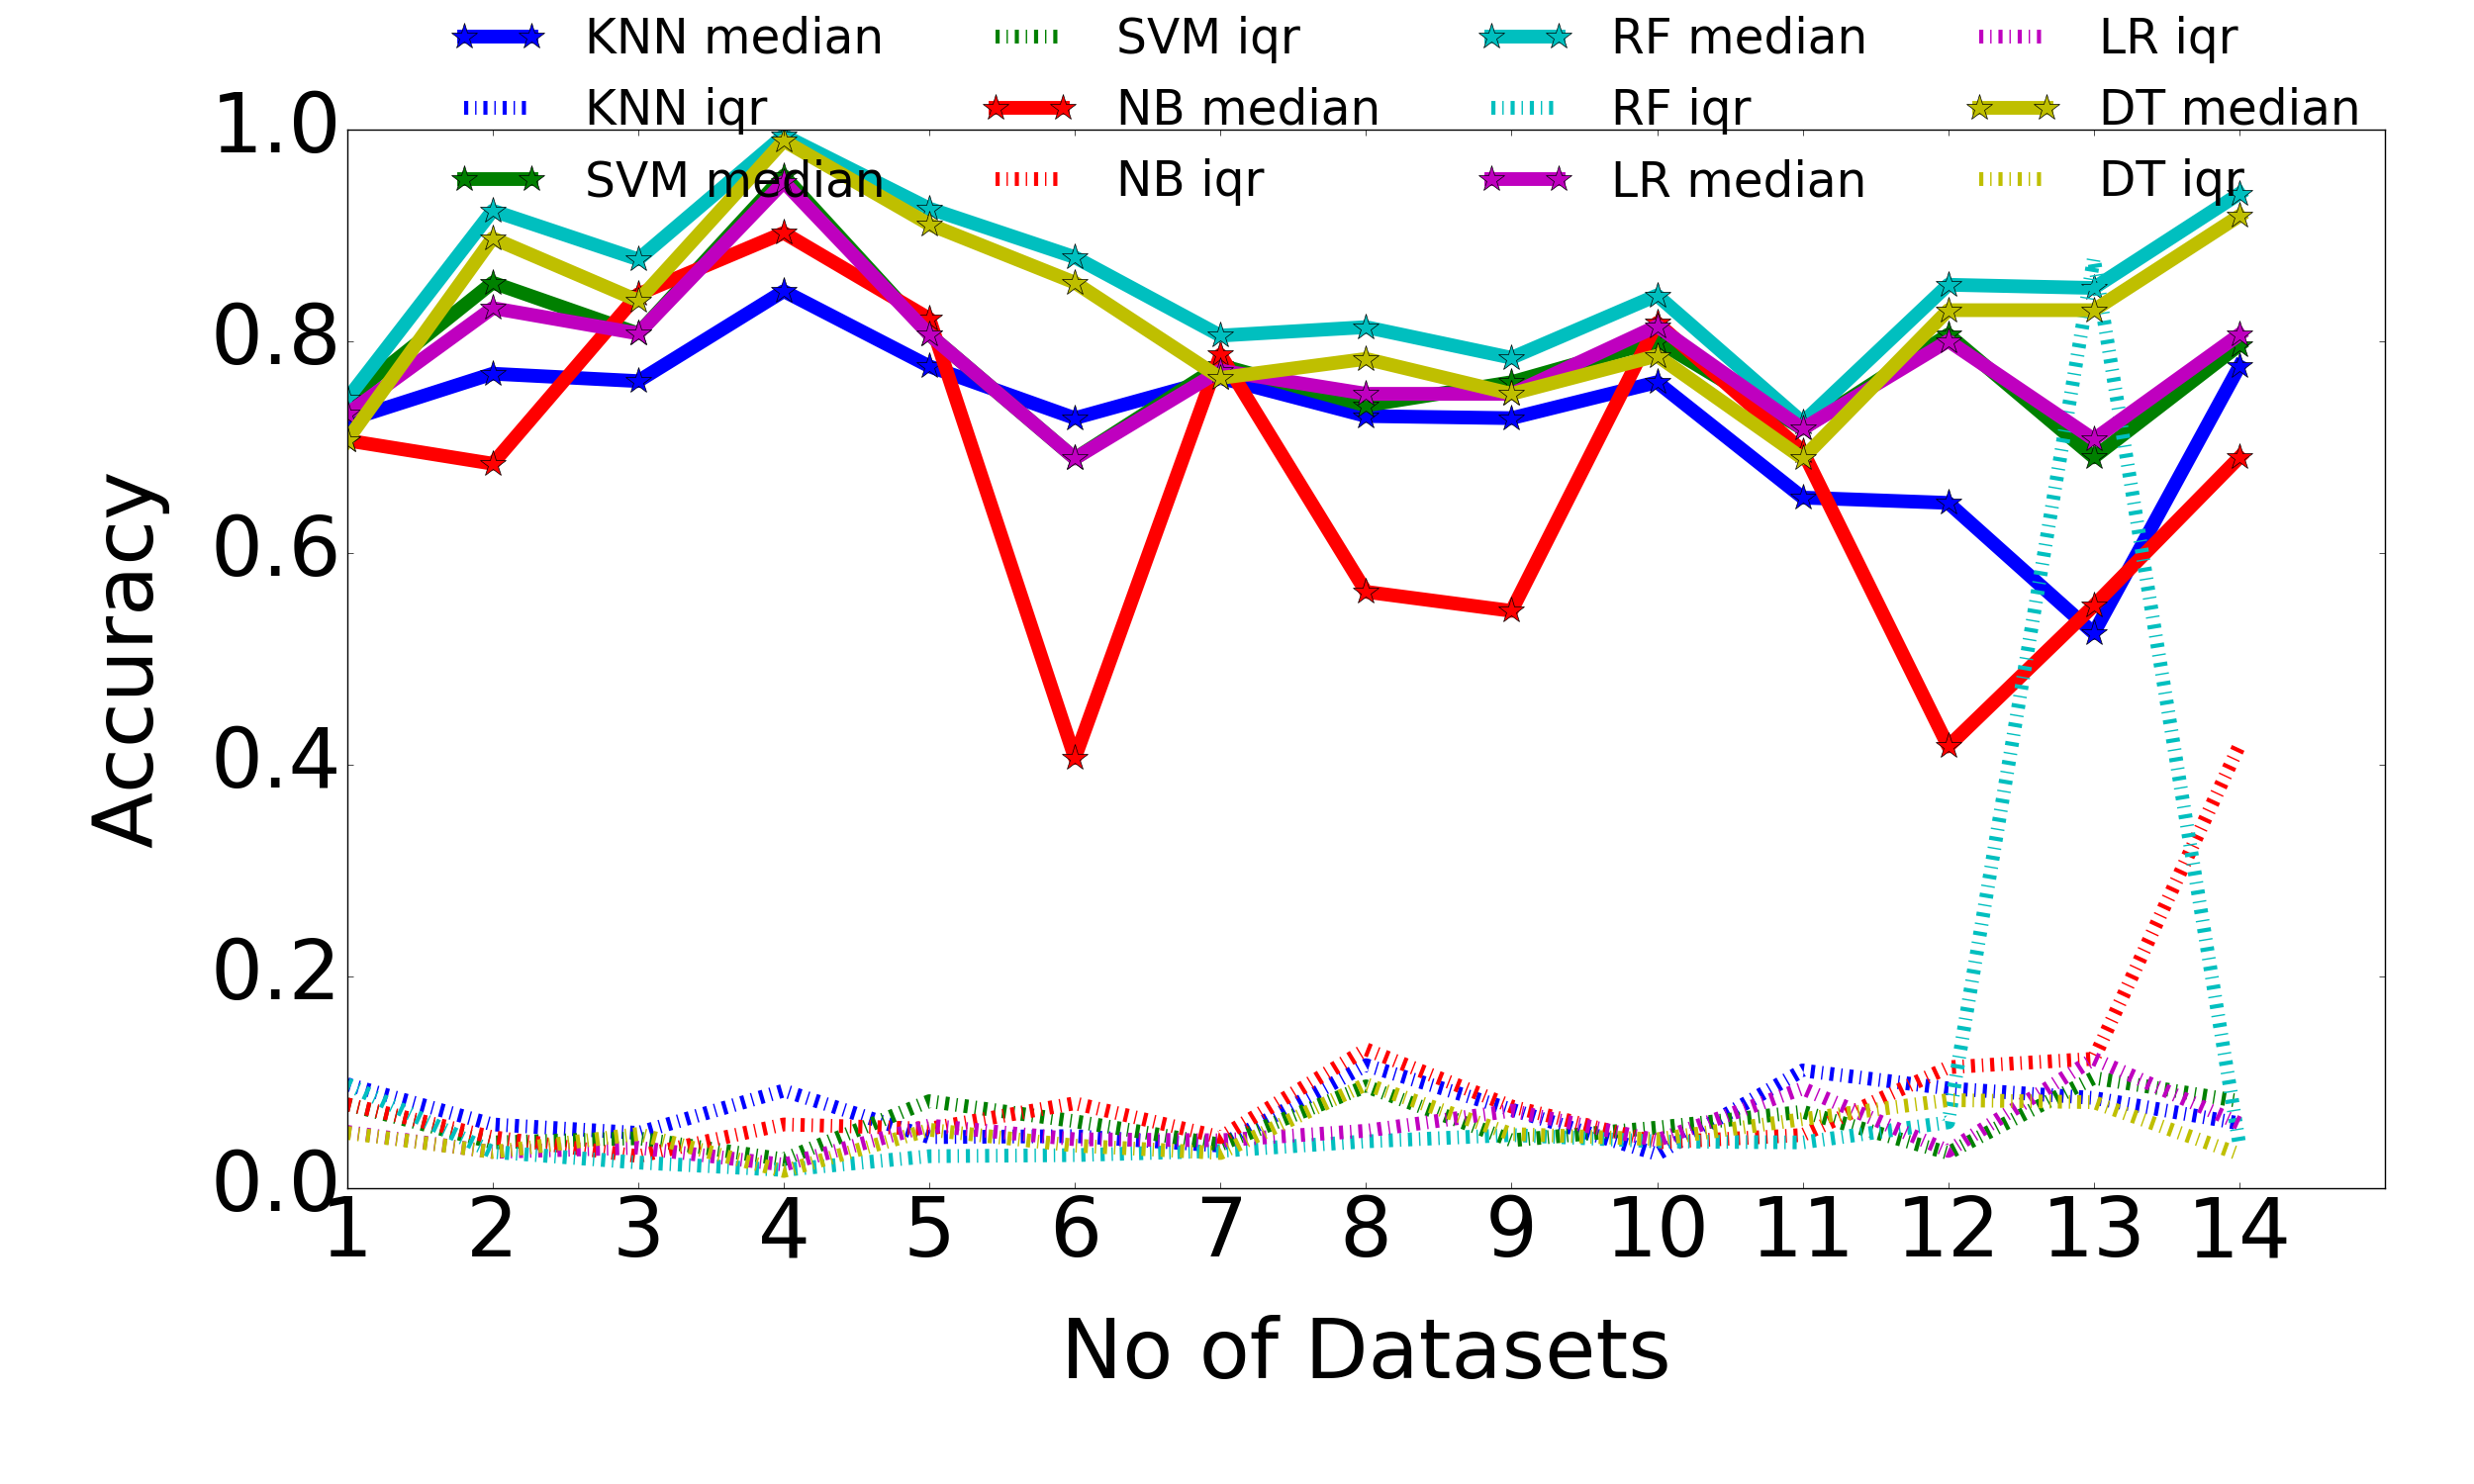 KNN median SVM iqr RF median LR iqr
KNN iqr NB median RF iqr DT median
SVM median NB iqr LR median DT iqr
1.0
0.8
0.6
0.4
0.2
0.0
Accuracy
1 2 3 4 5 6 7 8 9 10 11 12 13 14
No of Datasets